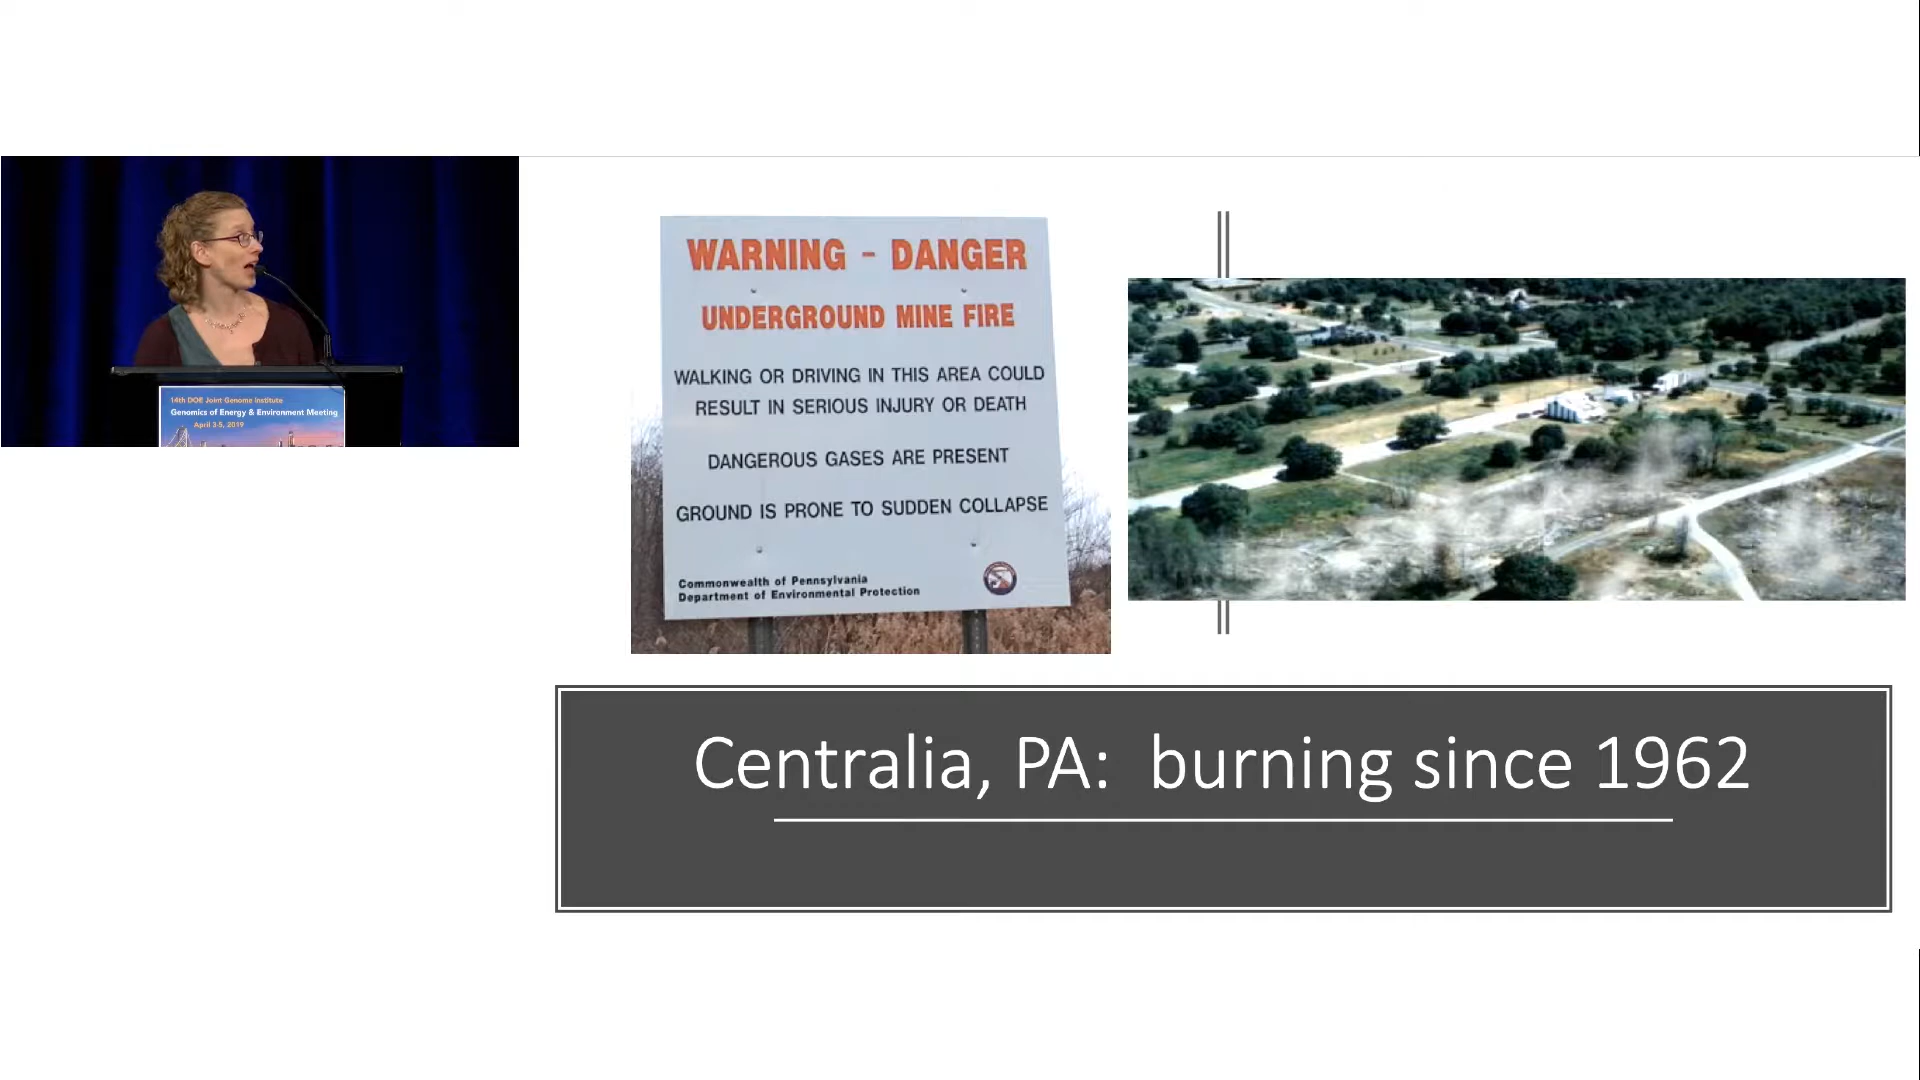 14th DOE Joint Genome Institute
Genomics of Energy & Environment Meeting
April 3-5, 2019
WARNING - DANGER
UNDERGROUND MINE FIRE
WALKING OR DRIVING IN THIS AREA COULD
RESULT IN SERIOUS INJURY OR DEATH
DANGEROUS GASES ARE PRESENT
GROUND IS PRONE TO SUDDEN COLLAPSE
Commonwealth of Pennsylvania
Department of Environmental Protection
Centralia, PA: burning since 1962